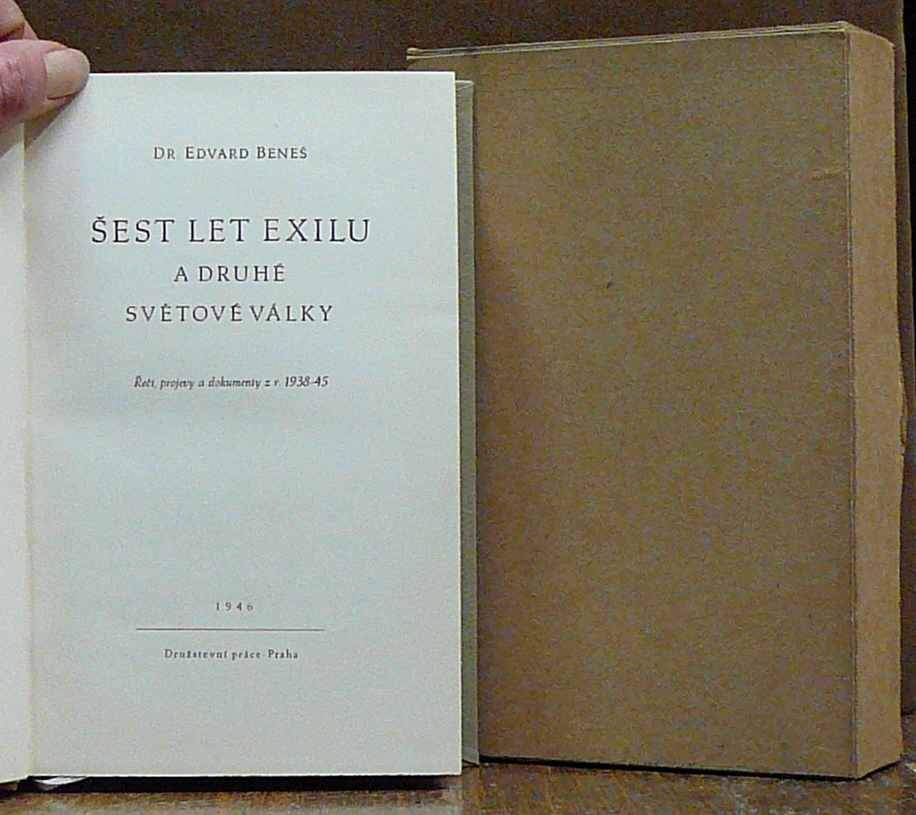 DR EDVARD BENEŠ
ŠEST LET EXILU
A DRUHÉ
SVĚTOVÉ VÁLKY
Řeči, projevy a dokumenty z r. 1938-45
1946
Družstevní práce Praha